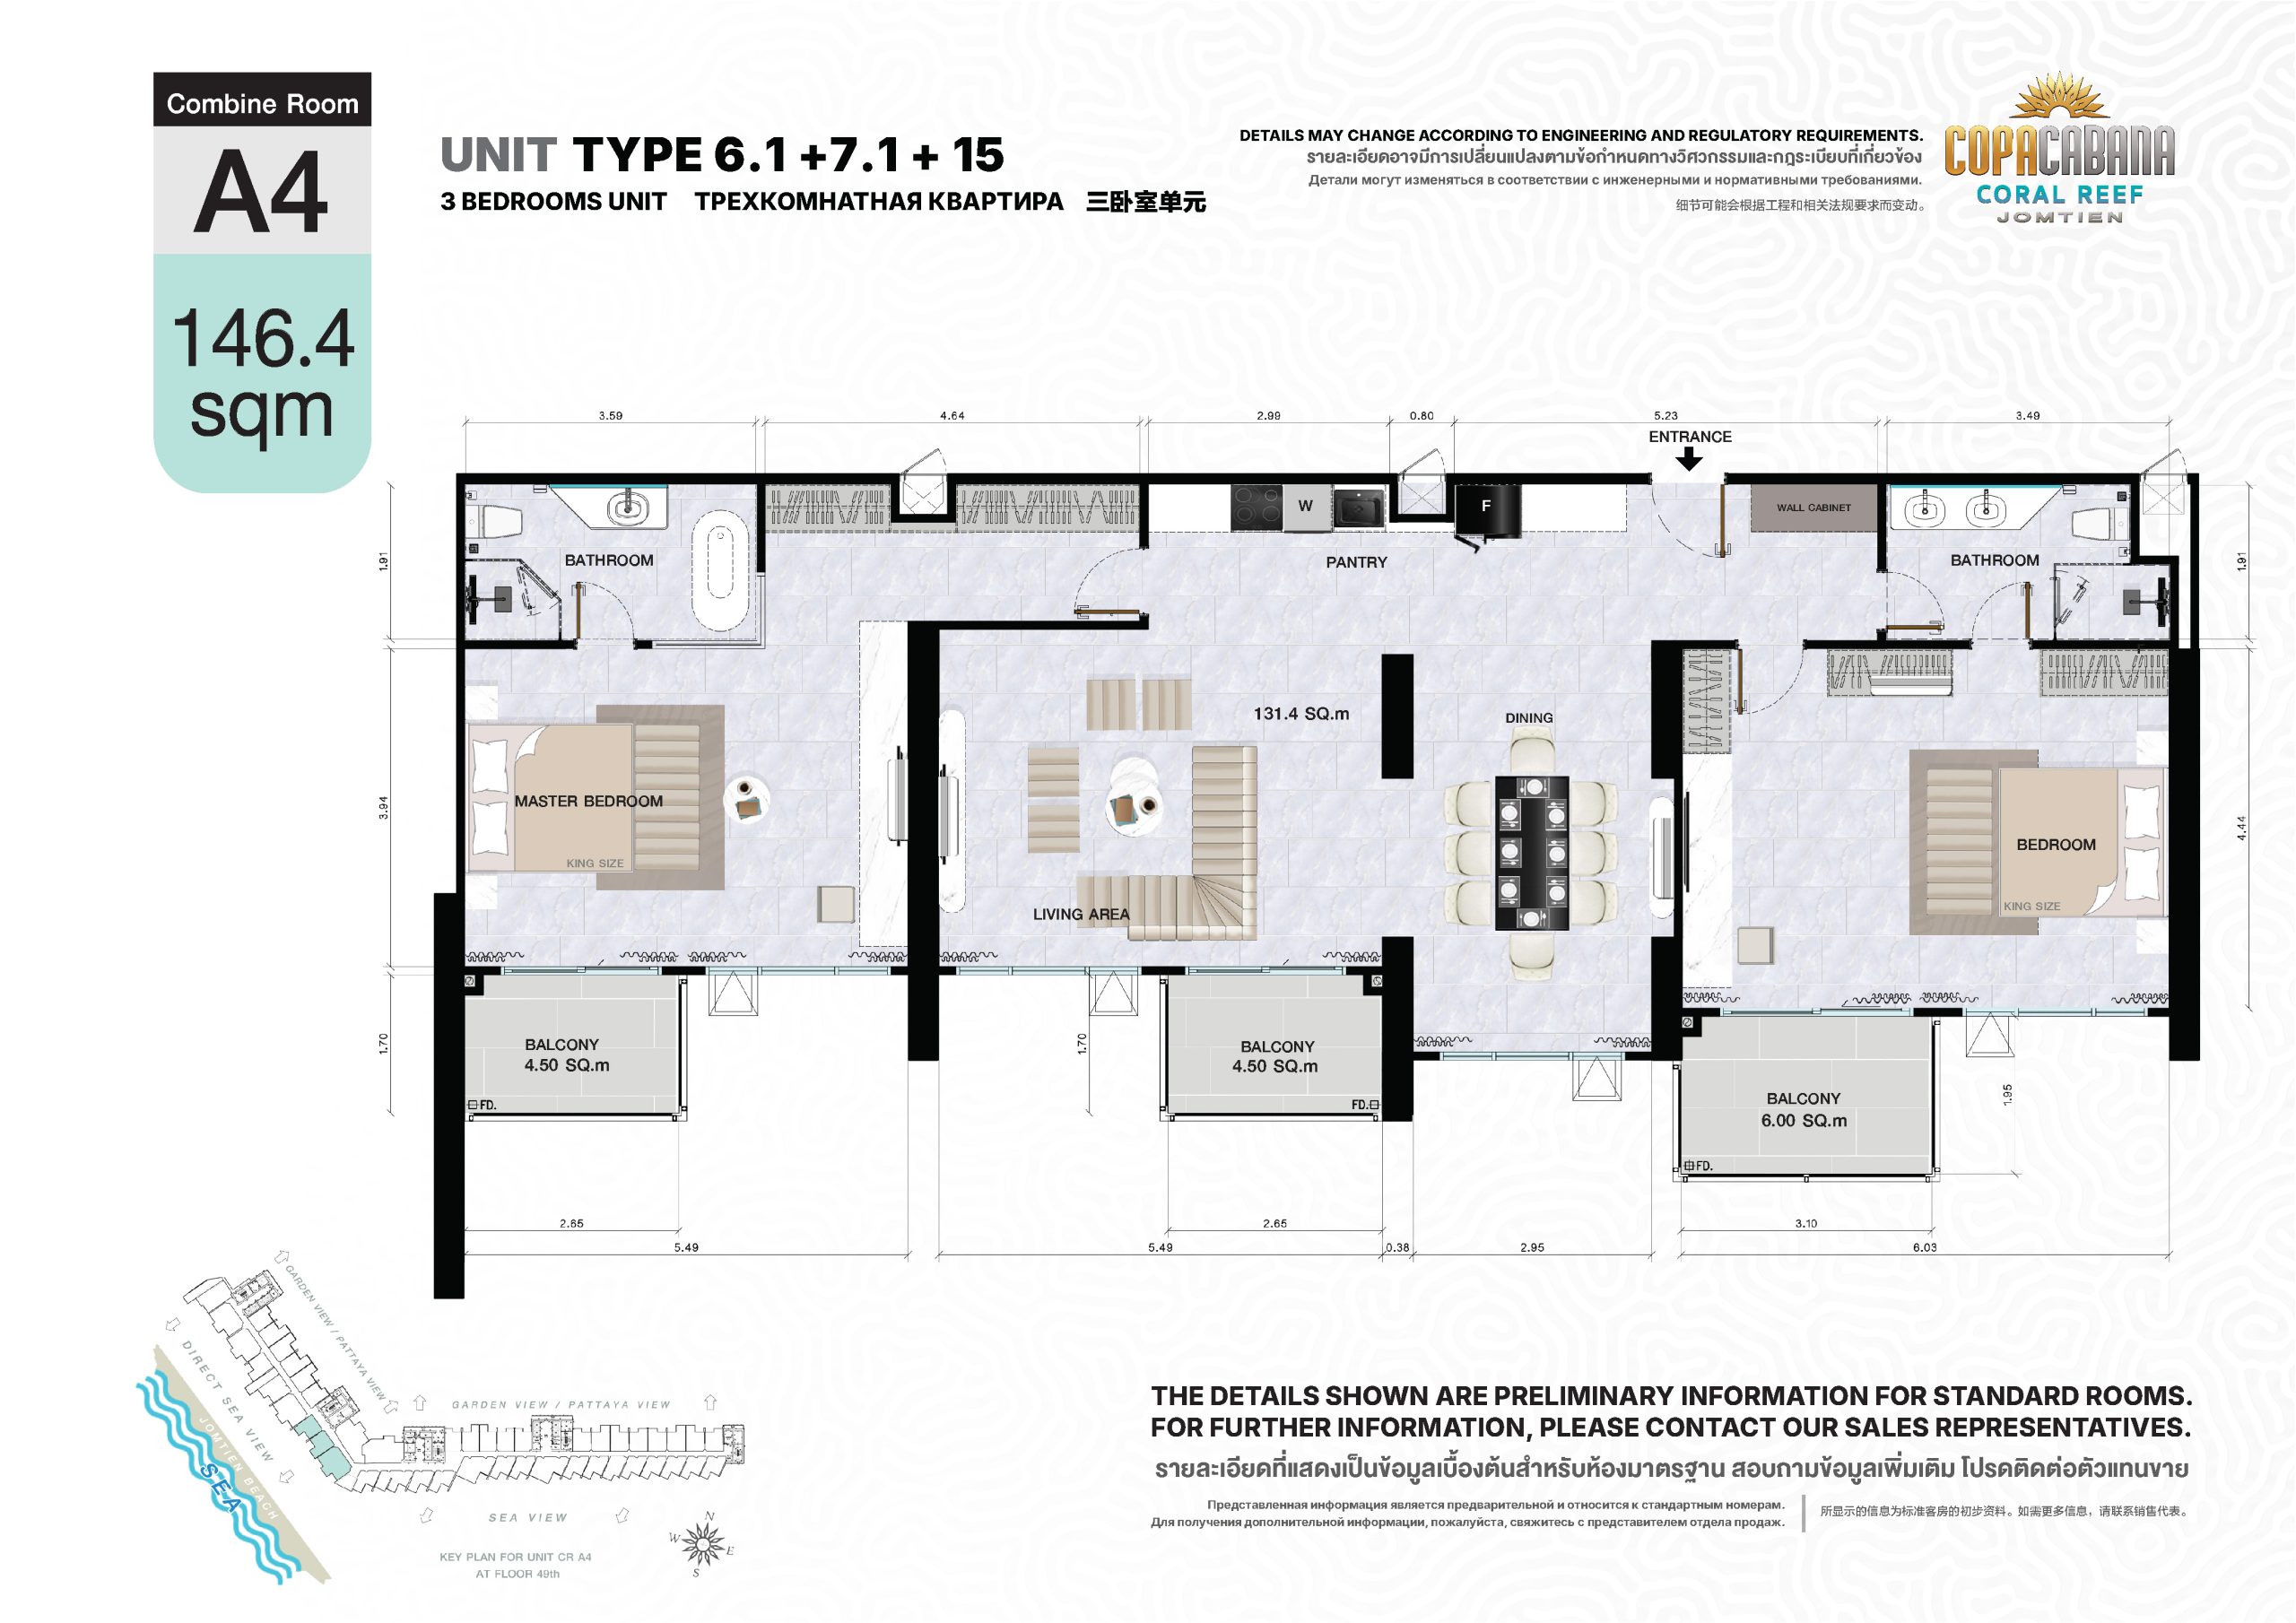 Combine Room
A4
146.4
sqm
UNIT TYPE 6.1 +7.1 + 15
3 BEDROOMS UNIT ТРЕХКОМНАТНАЯ КВАРТИРА 三卧室单元
DETAILS MAY CHANGE ACCORDING TO ENGINEERING AND REGULATORY REQUIREMENTS.
รายละเอียดอาจมีการเปลี่ยนแปลงตามข้อกำหนดทางวิศวกรรมและกฎระเบียบที่เกี่ยวข้อง
Детали могут изменяться в соответствии с инженерными и нормативными требованиями.
细节可能会根据工程和相关法规要求而变动。
COPACABANA
CORAL REEF
JOMTIEN
3.59
4.64
2.99
0.80
5.23
3.49
ENTRANCE
W
F
WALL CABINET
BATHROOM
PANTRY
BATHROOM
1.91
1.91
131.4 SQ.m
DINING
MASTER BEDROOM
KING SIZE
3.94
4.44
BEDROOM
KING SIZE
LIVING AREA
BALCONY
4.50 SQ.m
FD.
1.70
1.70
BALCONY
4.50 SQ.m
FD.
BALCONY
6.00 SQ.m
FD.
1.95
2.65
2.65
3.10
5.49
5.49
0.38
2.95
6.03
GARDEN VIEW / PATTAYA VIEW
DIRECT SEA VIEW
JOMTIEN BEACH
SEA
GARDEN VIEW / PATTAYA VIEW
SEA VIEW
N
W
E
S
KEY PLAN FOR UNIT CR A4
AT FLOOR 49th
THE DETAILS SHOWN ARE PRELIMINARY INFORMATION FOR STANDARD ROOMS.
FOR FURTHER INFORMATION, PLEASE CONTACT OUR SALES REPRESENTATIVES.
รายละเอียดที่แสดงเป็นข้อมูลเบื้องต้นสำหรับห้องมาตรฐาน สอบถามข้อมูลเพิ่มเติม โปรดติดต่อตัวแทนขาย
Представленная информация является предварительной и относится к стандартным номерам.
Для получения дополнительной информации, пожалуйста, свяжитесь с представителем отдела продаж.
所显示的信息为标准客房的初步资料。如需更多信息，请联系销售代表。